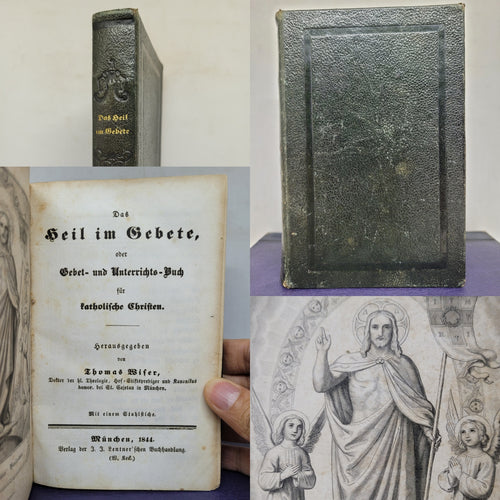 Das Heil
im Gebete
Das
Heil im Gebete,
oder
Gebet- und Unterrichts-Buch
für
katholische Christen.
Herausgegeben
von
Thomas Wiser,
Doktor der hl. Theologie, Hof-Stiftsprediger und Kanonikus
honor. bei St. Cajetan in München.
Mit einem Stahlstiche.
München, 1844.
Verlag der J. J. Lentner'schen Buchhandlung.
(W. Keck.)